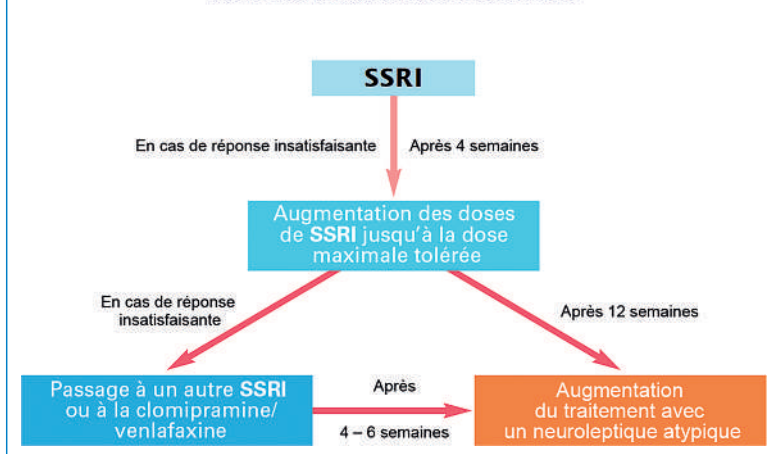 SSRI
En cas de réponse insatisfaisante
Après 4 semaines
Augmentation des doses
de SSRI jusqu'à la dose
maximale tolérée
En cas de réponse
insatisfaisante
Après 12 semaines
Passage à un autre SSRI
ou à la clomipramine/
venlafaxine
Après
4 – 6 semaines
Augmentation
du traitement avec
un neuroleptique atypique